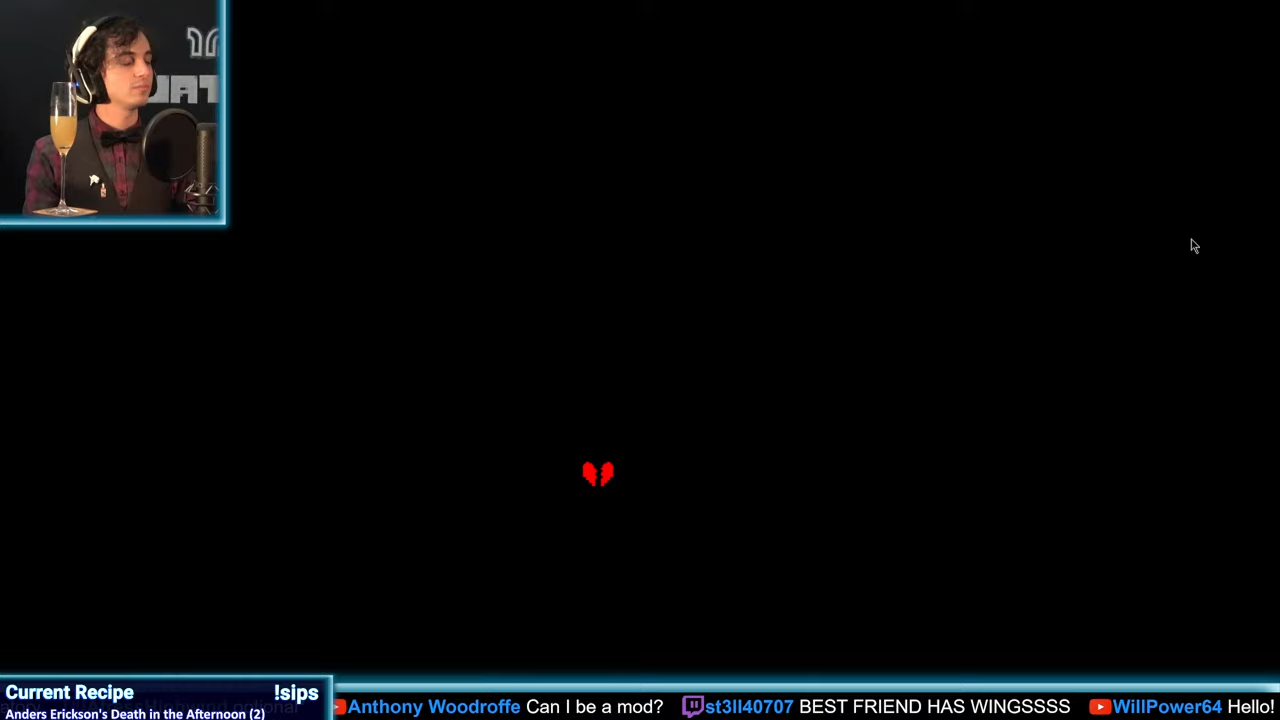 Current Recipe !sips
Anders Erickson's Death in the Afternoon (2)
Anthony Woodroffe Can I be a mod? st3ll40707 BEST FRIEND HAS WINGSSSS WillPower64 Hello!